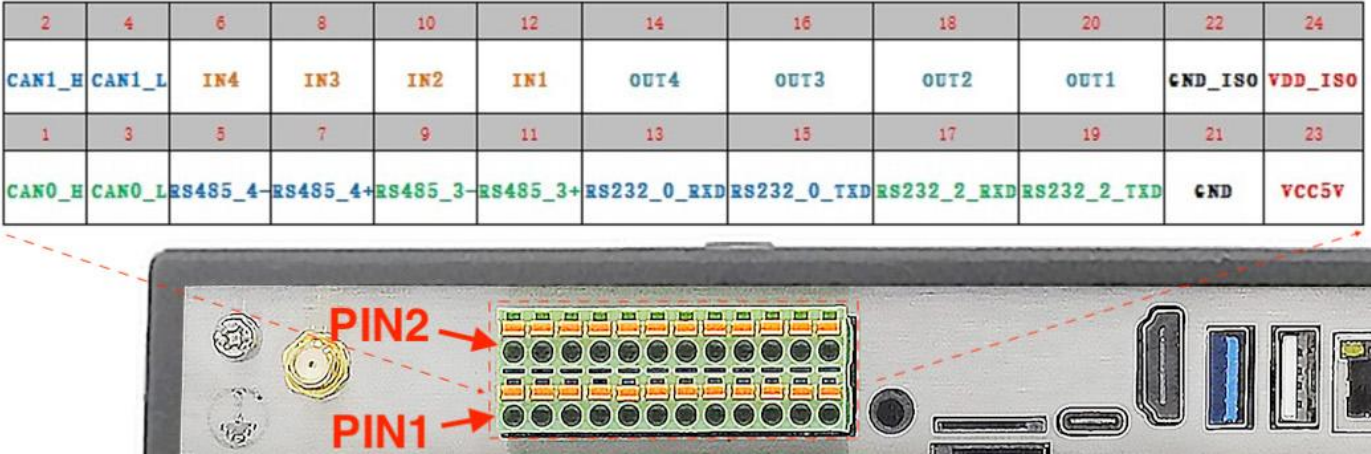 2 4 6 8 10 12 14 16 18 20 22 24
CAN1_H CAN1_L IN4 IN3 IN2 IN1 OUT4 OUT3 OUT2 OUT1 GND_ISO VDD_ISO
1 3 5 7 9 11 13 15 17 19 21 23
CAN0_H CAN0_L RS485_4- RS485_4+ RS485_3- RS485_3+ RS232_0_RXD RS232_0_TXD RS232_2_RXD RS232_2_TXD GND VCC5V
PIN2
PIN1